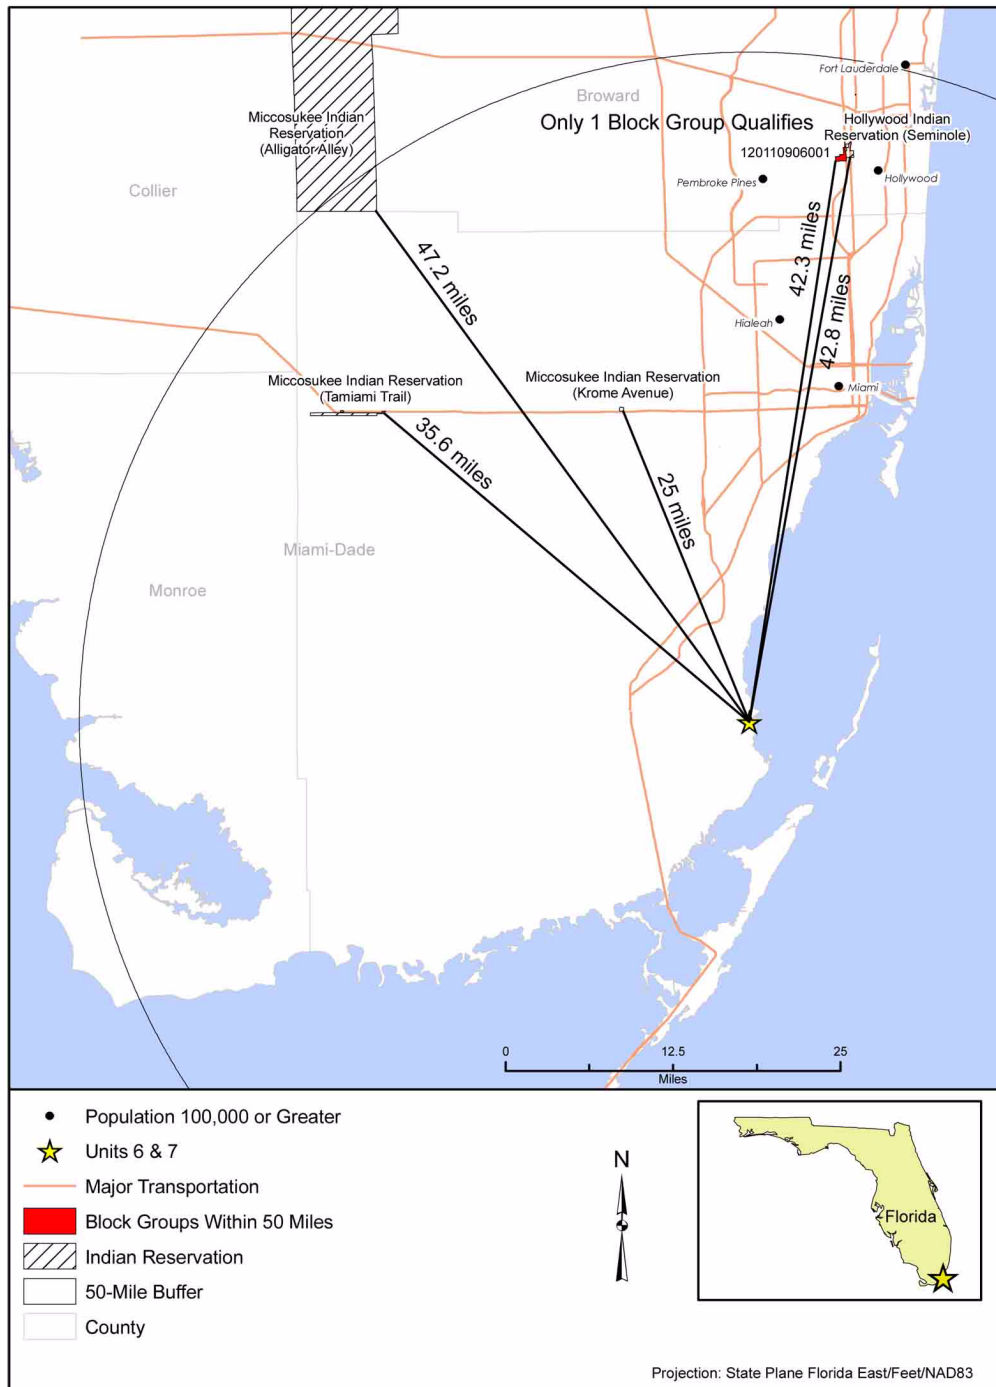 Fort Lauderdale
Broward
Miccosukee Indian
Reservation
(Alligator Alley)
Only 1 Block Group Qualifies
Hollywood Indian
Reservation (Seminole)
120110906001
Hollywood
Pembroke Pines
Collier
47.2 miles
42.3 miles
42.8 miles
Hialeah
Miccosukee Indian Reservation
(Tamiami Trail)
Miccosukee Indian Reservation
(Krome Avenue)
Miami
35.6 miles
25 miles
Miami-Dade
Monroe
0
12.5
25
Miles
Population 100,000 or Greater
Units 6 & 7
Major Transportation
Block Groups Within 50 Miles
Indian Reservation
50-Mile Buffer
County
N
Florida
Projection: State Plane Florida East/Feet/NAD83